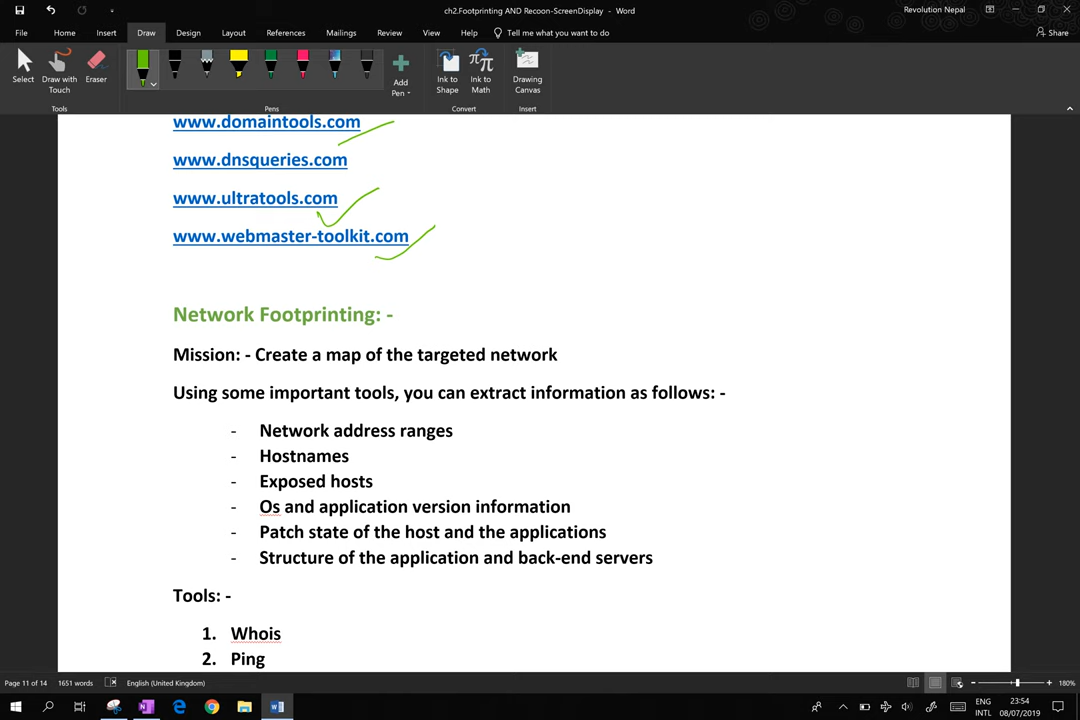 ch2.Footprinting AND Recoon-ScreenDisplay - Word
Revolution Nepal
File Home Insert Draw Design Layout References Mailings Review View Help Tell me what you want to do Share
Select
Draw with Touch
Eraser
Add Pen
Ink to Shape
Ink to Math
Drawing Canvas
Tools Pens Convert Insert
www.domaintools.com
www.dnsqueries.com
www.ultratools.com
www.webmaster-toolkit.com
Network Footprinting: -
Mission: - Create a map of the targeted network
Using some important tools, you can extract information as follows: -
- Network address ranges
- Hostnames
- Exposed hosts
- Os and application version information
- Patch state of the host and the applications
- Structure of the application and back-end servers
Tools: -
1. Whois
2. Ping
Page 11 of 14 1651 words English (United Kingdom) 180%
ENG 23:54
INTL 08/07/2019